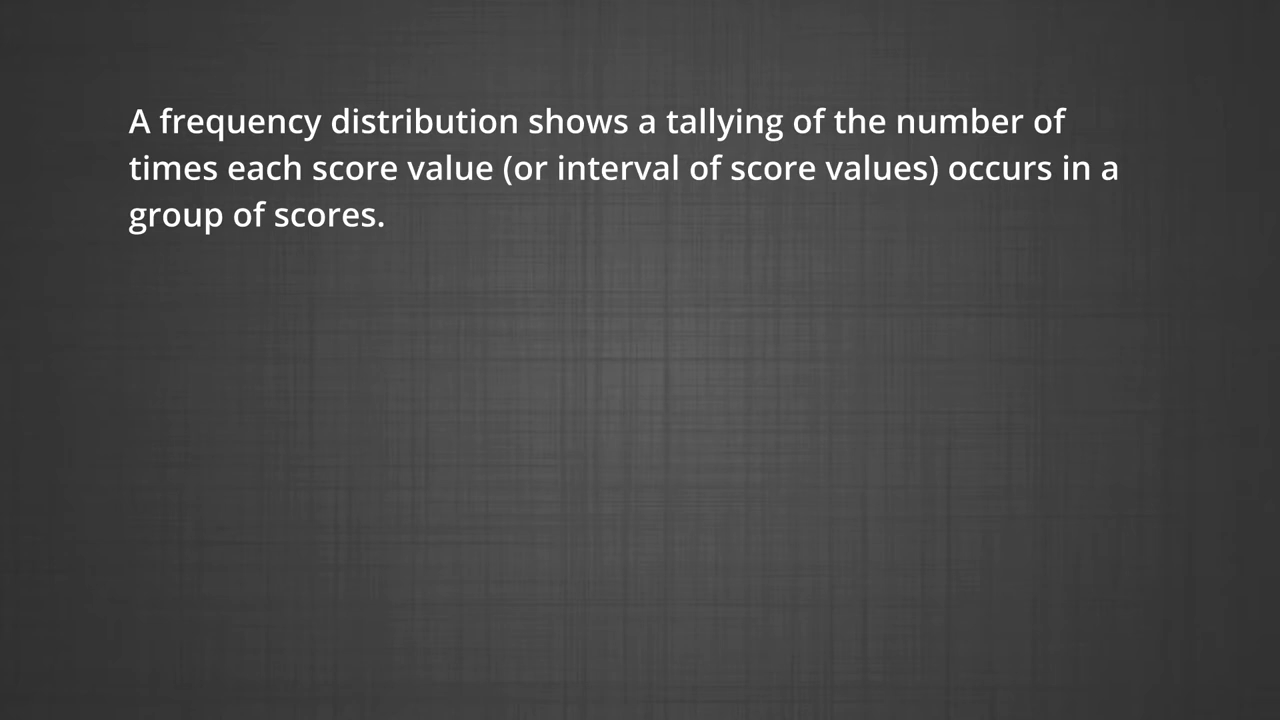 A frequency distribution shows a tallying of the number of
times each score value (or interval of score values) occurs in a
group of scores.